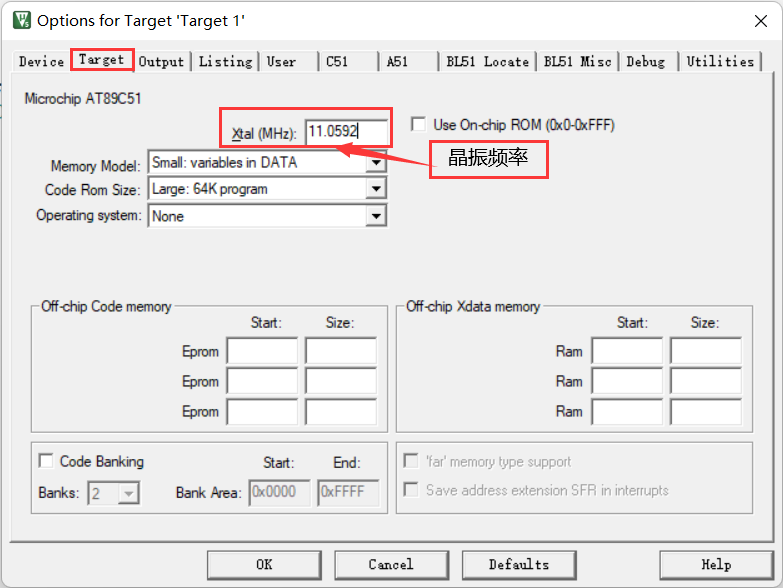 Options for Target 'Target 1'
Device Target Output Listing User C51 A51 BL51 Locate BL51 Misc Debug Utilities
Microchip AT89C51
Xtal (MHz): 11.0592 Use On-chip ROM (0x0-0xFFF)
晶振频率
Memory Model: Small: variables in DATA
Code Rom Size: Large: 64K program
Operating system: None
Off-chip Code memory
Start: Size:
Eprom
Eprom
Eprom
Off-chip Xdata memory
Start: Size:
Ram
Ram
Ram
Code Banking Start: End:
Banks: 2 Bank Area: 0x0000 0xFFFF
'far' memory type support
Save address extension SFR in interrupts
OK Cancel Defaults Help